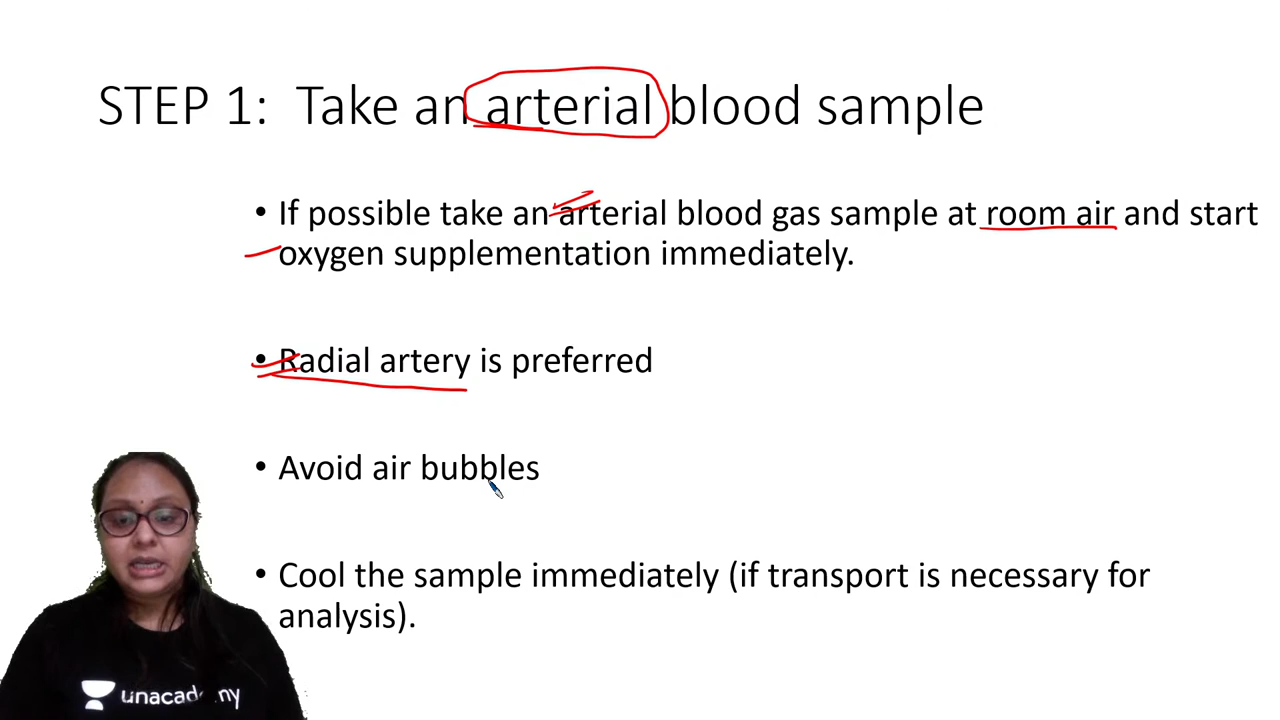 STEP 1: Take an arterial blood sample
• If possible take an arterial blood gas sample at room air and start
oxygen supplementation immediately.
• Radial artery is preferred
• Avoid air bubbles
• Cool the sample immediately (if transport is necessary for
analysis).
unacademy